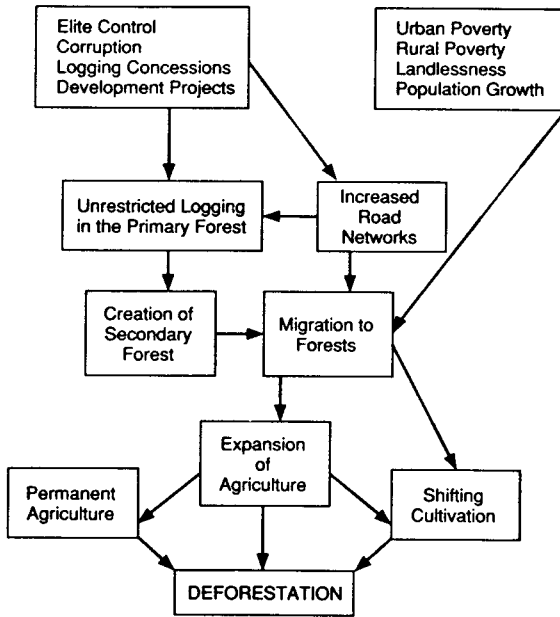 Elite Control
Corruption
Logging Concessions
Development Projects
Urban Poverty
Rural Poverty
Landlessness
Population Growth
Unrestricted Logging
in the Primary Forest
Increased
Road
Networks
Creation of
Secondary
Forest
Migration to
Forests
Expansion
of
Agriculture
Permanent
Agriculture
Shifting
Cultivation
DEFORESTATION